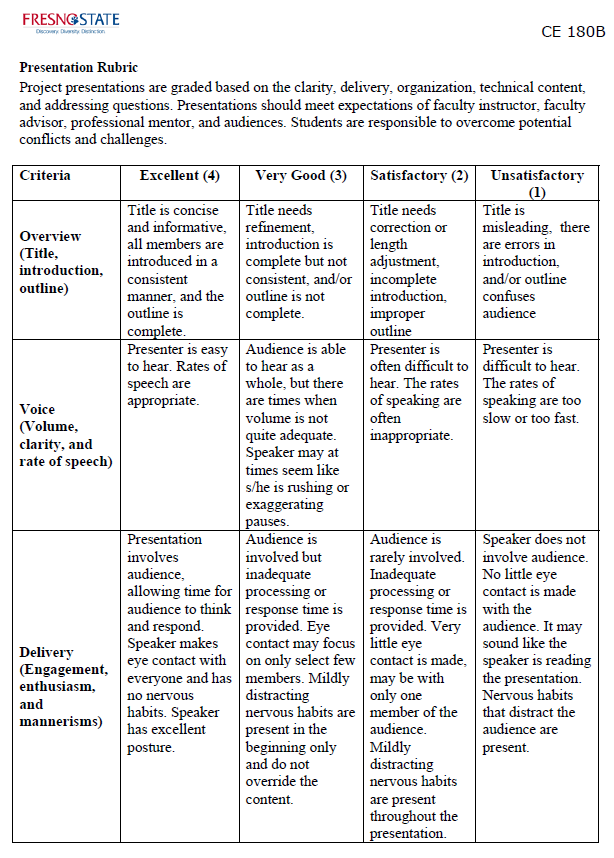 FRESNO STATE
Discovery. Diversity. Distinction.
CE 180B
Presentation Rubric
Project presentations are graded based on the clarity, delivery, organization, technical content,
and addressing questions. Presentations should meet expectations of faculty instructor, faculty
advisor, professional mentor, and audiences. Students are responsible to overcome potential
conflicts and challenges.
Criteria
Excellent (4)
Very Good (3)
Satisfactory (2)
Unsatisfactory
(1)
Overview
(Title,
introduction,
outline)
Title is concise
and informative,
all members are
introduced in a
consistent
manner, and the
outline is
complete.
Title needs
refinement,
introduction is
complete but not
consistent, and/or
outline is not
complete.
Title needs
correction or
length
adjustment,
incomplete
introduction,
improper
outline
Title is
misleading, there
are errors in
introduction,
and/or outline
confuses
audience
Voice
(Volume,
clarity, and
rate of speech)
Presenter is easy
to hear. Rates of
speech are
appropriate.
Audience is able
to hear as a
whole, but there
are times when
volume is not
quite adequate.
Speaker may at
times seem like
s/he is rushing or
exaggerating
pauses.
Presenter is
often difficult to
hear. The rates
of speaking are
often
inappropriate.
Presenter is
difficult to hear.
The rates of
speaking are too
slow or too fast.
Delivery
(Engagement,
enthusiasm,
and
mannerisms)
Presentation
involves
audience,
allowing time for
audience to think
and respond.
Speaker makes
eye contact with
everyone and has
no nervous
habits. Speaker
has excellent
posture.
Audience is
involved but
inadequate
processing or
response time is
provided. Eye
contact may focus
on only select few
members. Mildly
distracting
nervous habits are
present in the
beginning only
and do not
override the
content.
Audience is
rarely involved.
Inadequate
processing or
response time is
provided. Very
little eye
contact is made,
may be with
only one
member of the
audience.
Mildly
distracting
nervous habits
are present
throughout the
presentation.
Speaker does not
involve audience.
No little eye
contact is made
with the
audience. It may
sound like the
speaker is reading
the presentation.
Nervous habits
that distract the
audience are
present.